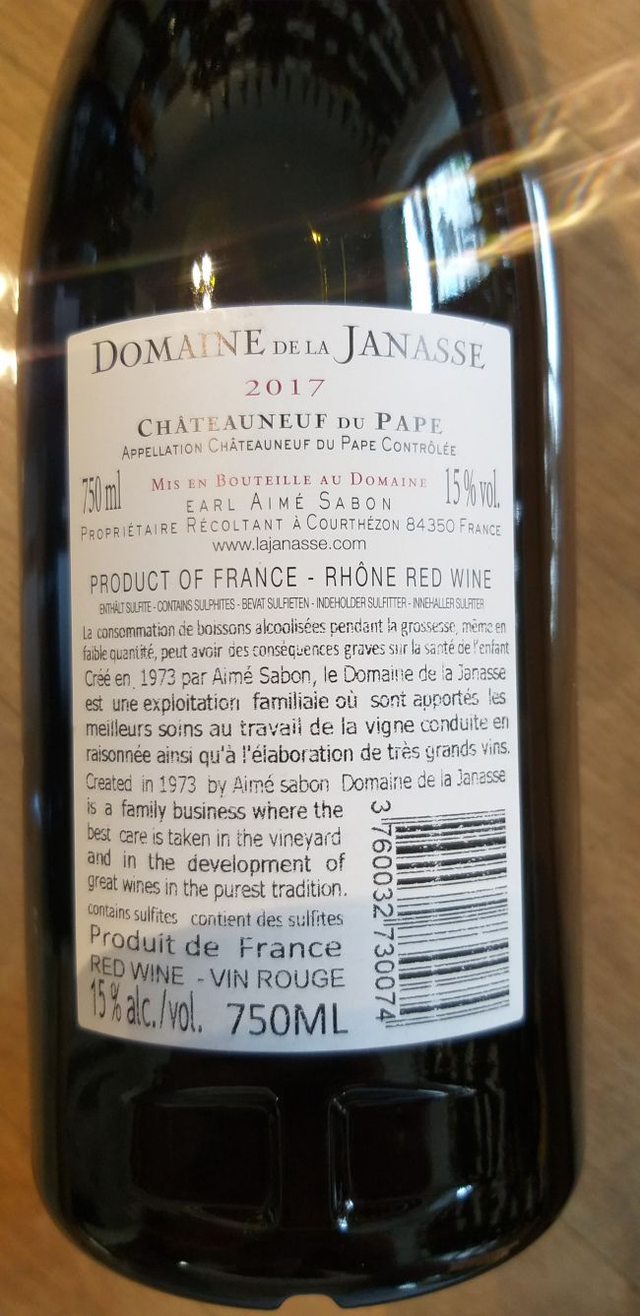 DOMAINE DE LA JANASSE
2017
CHÂTEAUNEUF DU PAPE
APPELLATION CHÂTEAUNEUF DU PAPE CONTRÔLÉE
750 ml
MIS EN BOUTEILLE AU DOMAINE
15 % vol.
EARL AIMÉ SABON
PROPRIÉTAIRE RÉCOLTANT À COURTHÉZON 84350 FRANCE
www.lajanasse.com
PRODUCT OF FRANCE - RHÔNE RED WINE
ENTHÄLT SULFITE - CONTAINS SULPHITES - BEVAT SULFIETEN - INDEHOLDER SULFITTER - INNEHALLER SULFITER
La consommation de boissons alcoolisées pendant la grossesse, même en
faible quantité, peut avoir des conséquences graves sur la santé de l'enfant
Créé en 1973 par Aimé Sabon, le Domaine de la Janasse
est une exploitation familiale où sont apportés les
meilleurs soins au travail de la vigne conduite en
raisonnée ainsi qu'à l'élaboration de très grands vins.
Created in 1973 by Aimé sabon Domaine de la Janasse
is a family business where the
best care is taken in the vineyard
and in the development of
great wines in the purest tradition.
contains sulfites contient des sulfites
Produit de France
RED WINE - VIN ROUGE
15 % alc./vol. 750ML
3 760032 730074